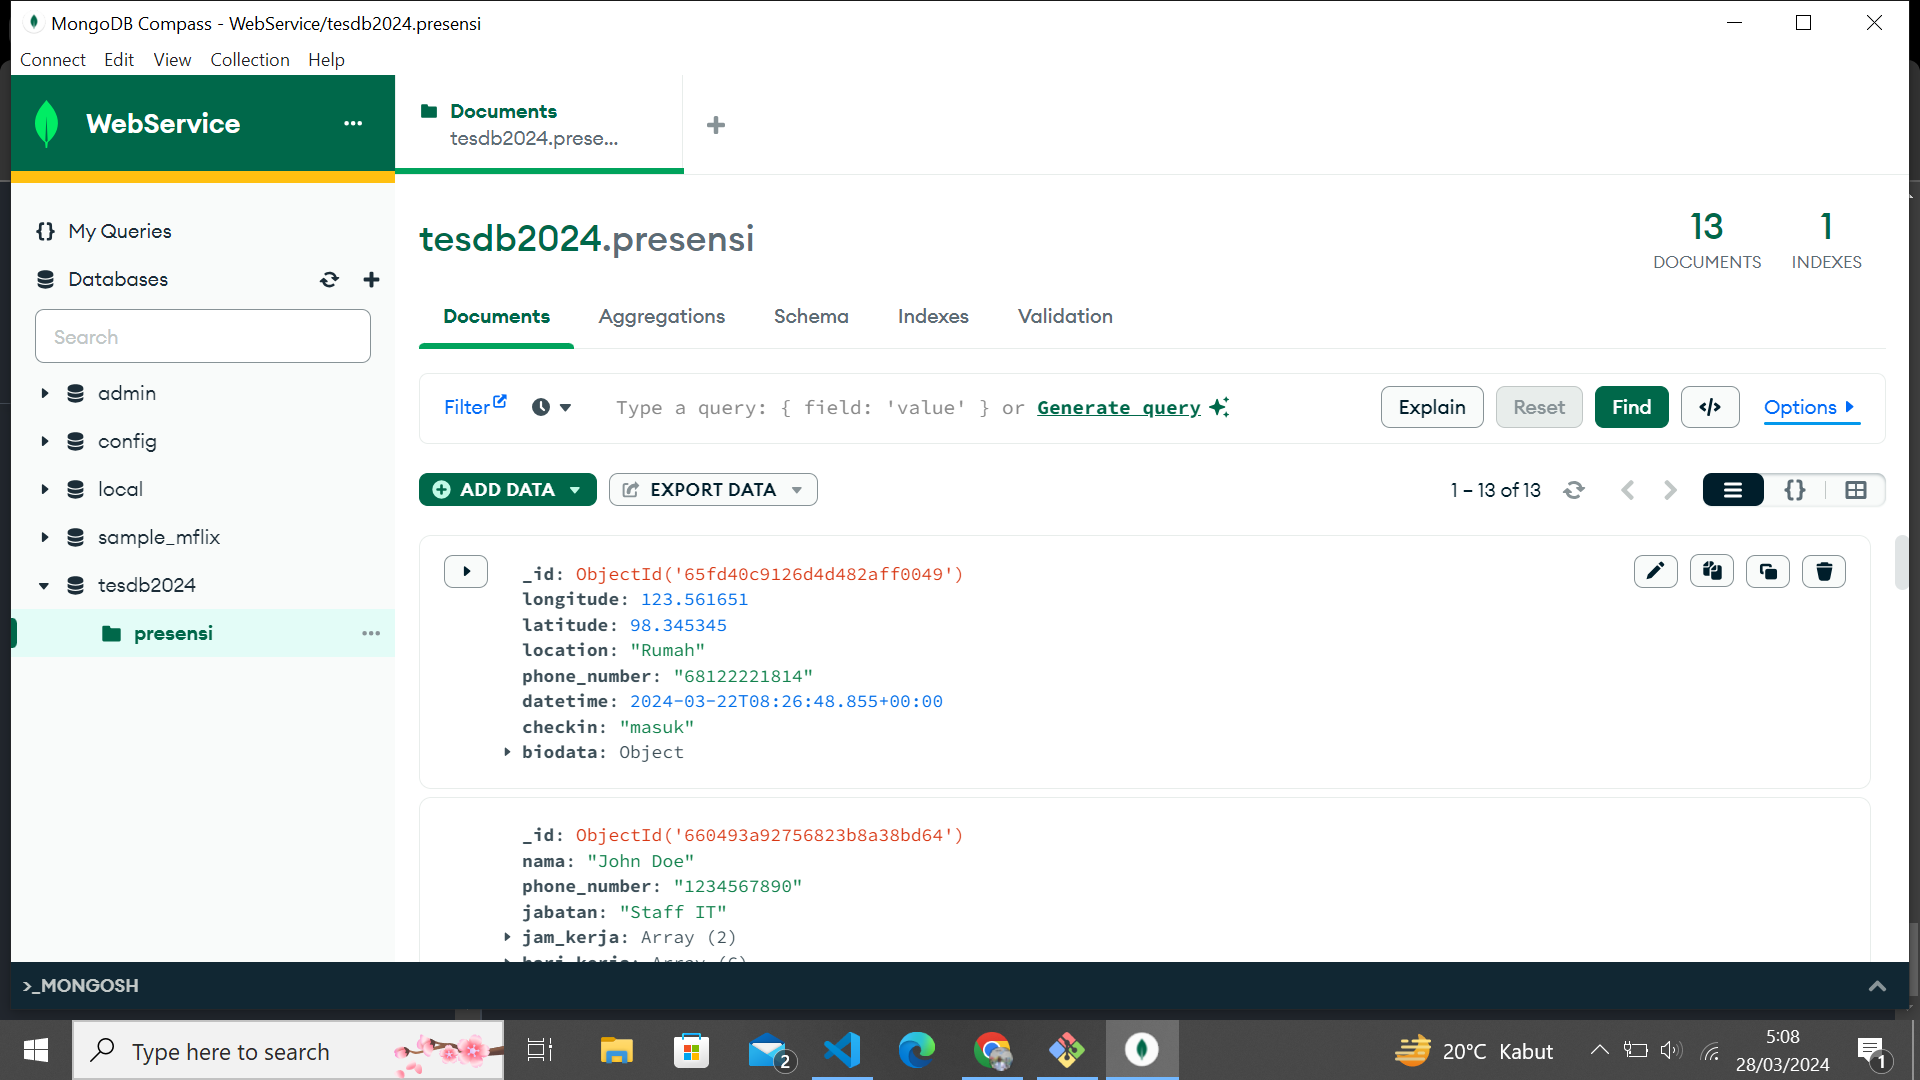 MongoDB Compass - WebService/tesdb2024.presensi
Connect Edit View Collection Help
WebService
Documents
tesdb2024.prese...
tesdb2024.presensi
13
DOCUMENTS
1
INDEXES
My Queries
Databases
Search
admin
config
local
sample_mflix
tesdb2024
presensi
Documents Aggregations Schema Indexes Validation
Filter Type a query: { field: 'value' } or Generate query Explain Reset Find </> Options
ADD DATA EXPORT DATA 1 – 13 of 13 {}
_id: ObjectId('65fd40c9126d4d482aff0049')
longitude: 123.561651
latitude: 98.345345
location: "Rumah"
phone_number: "68122221814"
datetime: 2024-03-22T08:26:48.855+00:00
checkin: "masuk"
biodata: Object
_id: ObjectId('660493a92756823b8a38bd64')
nama: "John Doe"
phone_number: "1234567890"
jabatan: "Staff IT"
jam_kerja: Array (2)
hari_kerja: Array (6)
>_MONGOSH
Type here to search
2
20°C Kabut
5:08
28/03/2024
1